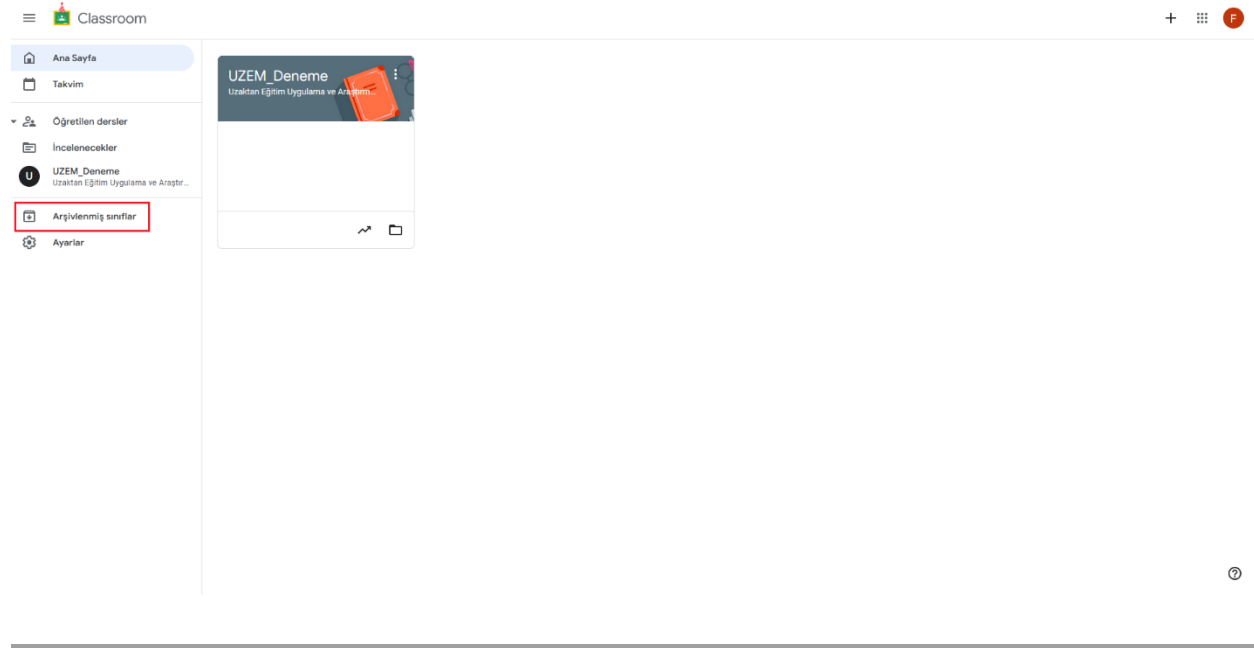 Classroom
F
Ana Sayfa
Takvim
Öğretilen dersler
İncelenecekler
U
UZEM_Deneme
Uzaktan Eğitim Uygulama ve Araştır...
Arşivlenmiş sınıflar
Ayarlar
UZEM_Deneme
Uzaktan Eğitim Uygulama ve Araştırm...